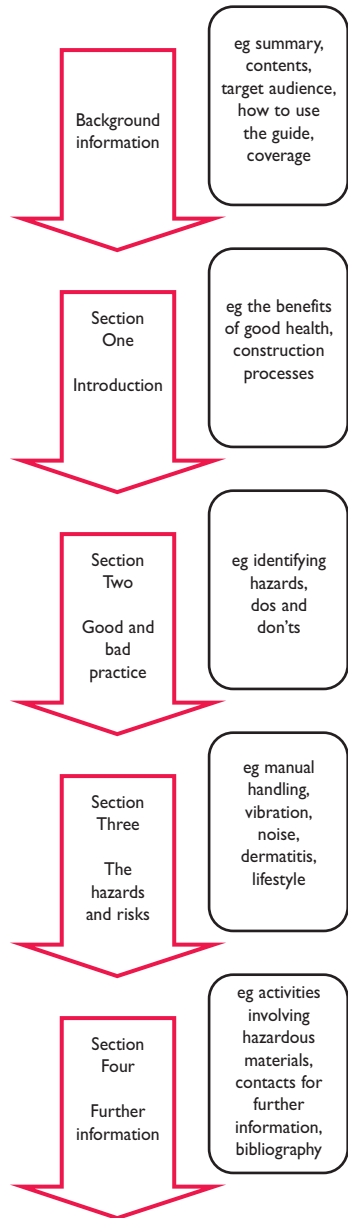 Background
information
eg summary,
contents,
target audience,
how to use
the guide,
coverage
Section
One
Introduction
eg the benefits
of good health,
construction
processes
Section
Two
Good and
bad
practice
eg identifying
hazards,
dos and
don'ts
Section
Three
The
hazards
and risks
eg manual
handling,
vibration,
noise,
dermatitis,
lifestyle
Section
Four
Further
information
eg activities
involving
hazardous
materials,
contacts for
further
information,
bibliography